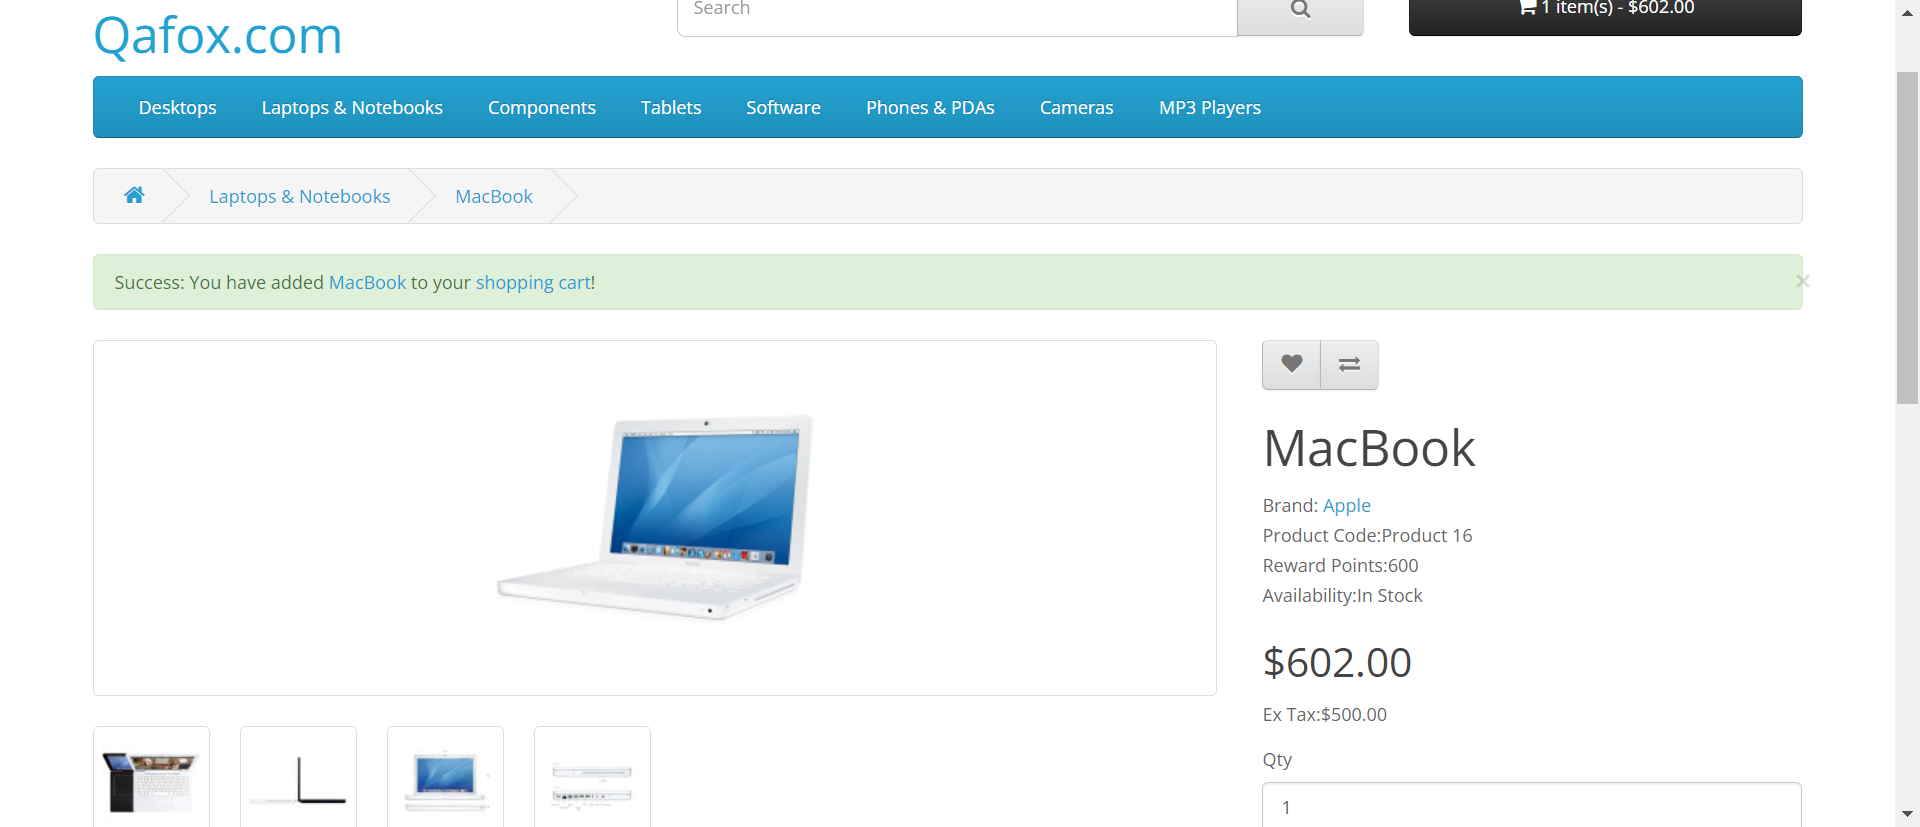 Qafox.com
Search
1 item(s) - $602.00
Desktops Laptops & Notebooks Components Tablets Software Phones & PDAs Cameras MP3 Players
Laptops & Notebooks MacBook
Success: You have added MacBook to your shopping cart!
×
MacBook
Brand: Apple
Product Code:Product 16
Reward Points:600
Availability:In Stock
$602.00
Ex Tax:$500.00
Qty
1